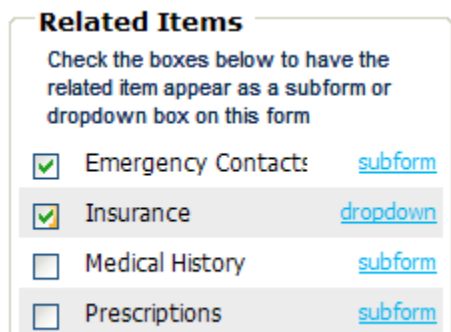 Related Items
Check the boxes below to have the
related item appear as a subform or
dropdown box on this form
Emergency Contacts subform
Insurance dropdown
Medical History subform
Prescriptions subform